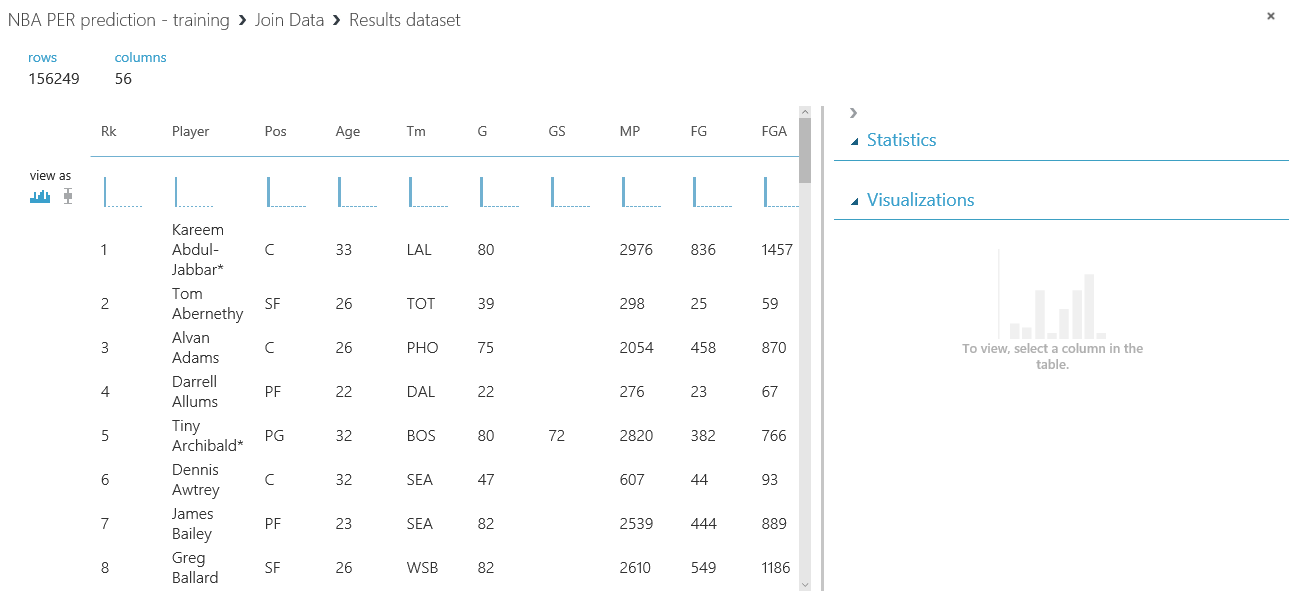 NBA PER prediction - training › Join Data › Results dataset
rows columns
156249 56
Rk Player Pos Age Tm G GS MP FG FGA
view as
1 Kareem Abdul-Jabbar* C 33 LAL 80 2976 836 1457
2 Tom Abernethy SF 26 TOT 39 298 25 59
3 Alvan Adams C 26 PHO 75 2054 458 870
4 Darrell Allums PF 22 DAL 22 276 23 67
5 Tiny Archibald* PG 32 BOS 80 72 2820 382 766
6 Dennis Awtrey C 32 SEA 47 607 44 93
7 James Bailey PF 23 SEA 82 2539 444 889
8 Greg Ballard SF 26 WSB 82 2610 549 1186
Statistics
Visualizations
To view, select a column in the
table.